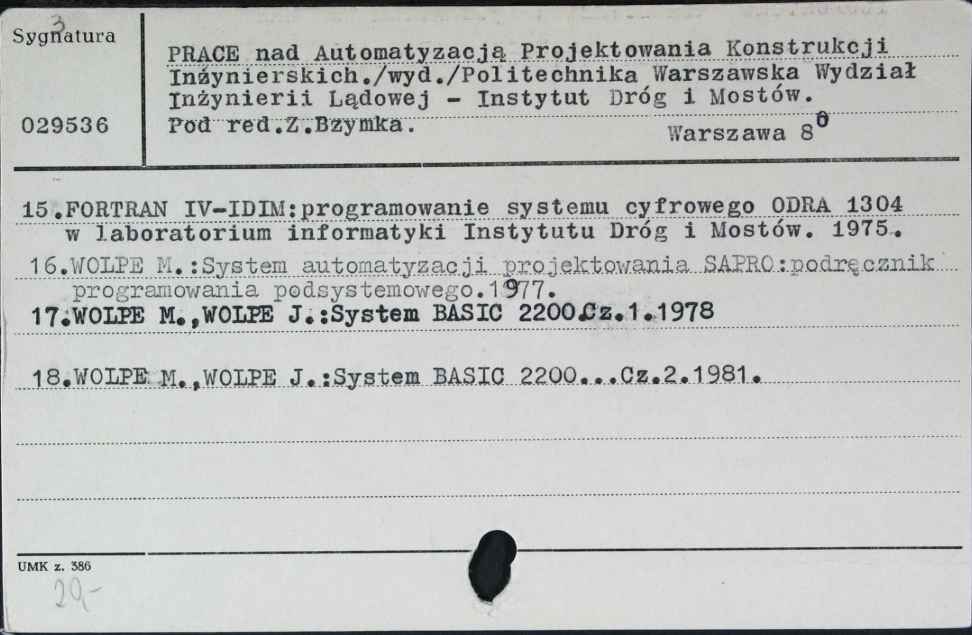 3
Sygnatura
029536
PRACE nad Automatyzacją Projektowania Konstrukcji
Inżynierskich./wyd./Politechnika Warszawska Wydział
Inżynierii Lądowej - Instytut Dróg i Mostów.
Pod red.Z.Bzymka.
Warszawa 8⁰
15.FORTRAN IV-IDIM:programowanie systemu cyfrowego ODRA 1304
w laboratorium informatyki Instytutu Dróg i Mostów. 1975.
16.WOLPE M.:System automatyzacji projektowania SAPRO:podręcznik
programowania podsystemowego.1977.
17.WOLPE M.,WOLPE J.:System BASIC 2200.Cz.1.1978
18.WOLPE M.,WOLPE J.:System BASIC 2200...Cz.2.1981.
UMK z. 386
20,-